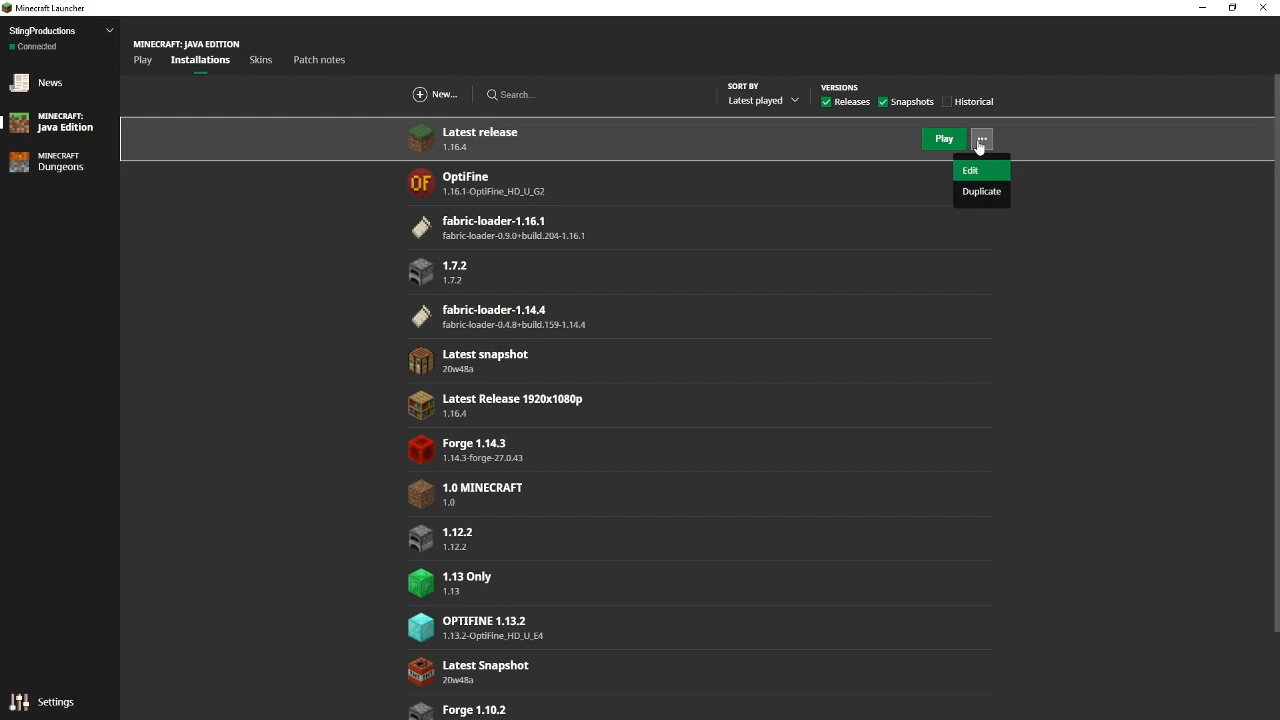 Minecraft Launcher
StingProductions
Connected
News
MINECRAFT:
Java Edition
MINECRAFT
Dungeons
Settings
MINECRAFT: JAVA EDITION
Play Installations Skins Patch notes
New... Search...
SORT BY
Latest played
VERSIONS
Releases Snapshots Historical
Latest release
1.16.4
Play ...
Edit
Duplicate
OptiFine
1.16.1-OptiFine_HD_U_G2
fabric-loader-1.16.1
fabric-loader-0.9.0+build.204-1.16.1
1.7.2
1.7.2
fabric-loader-1.14.4
fabric-loader-0.4.8+build.159-1.14.4
Latest snapshot
20w48a
Latest Release 1920x1080p
1.16.4
Forge 1.14.3
1.14.3-forge-27.0.43
1.0 MINECRAFT
1.0
1.12.2
1.12.2
1.13 Only
1.13
OPTIFINE 1.13.2
1.13.2-OptiFine_HD_U_E4
Latest Snapshot
20w48a
Forge 1.10.2